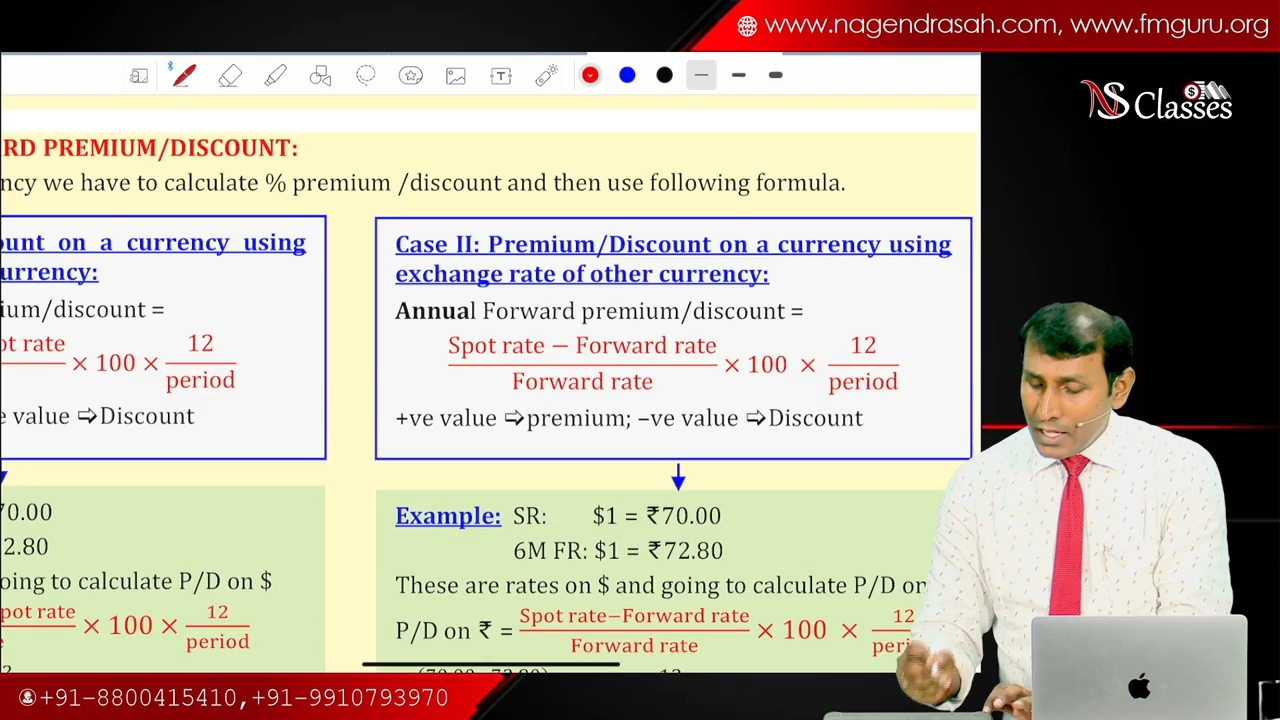 www.nagendrasah.com, www.fmguru.org
NS Classes
RD PREMIUM/DISCOUNT:
ncy we have to calculate % premium /discount and then use following formula.
ount on a currency using
urrency:
ium/discount =
ot rate × 100 × 12
period
e value ⇨Discount
Case II: Premium/Discount on a currency using
exchange rate of other currency:
Annual Forward premium/discount =
Spot rate − Forward rate
Forward rate
× 100 × 12
period
+ve value ⇨premium; –ve value ⇨Discount
70.00
2.80
oing to calculate P/D on $
pot rate
e
× 100 × 12
period
Example: SR: $1 = ₹70.00
6M FR: $1 = ₹72.80
These are rates on $ and going to calculate P/D on
P/D on ₹ = Spot rate−Forward rate
Forward rate
× 100 × 12
peri
+91-8800415410,+91-9910793970